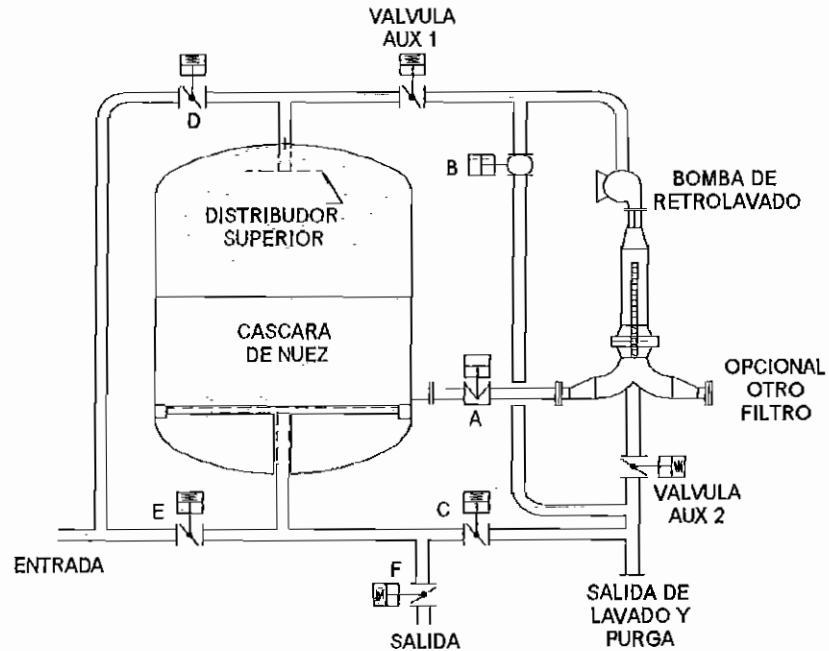 VALVULA
AUX 1
D
B
BOMBA DE
RETROLAVADO
DISTRIBUDOR
SUPERIOR
CASCARA
DE NUEZ
OPCIONAL
OTRO
FILTRO
A
VALVULA
AUX 2
E
C
ENTRADA
F
M
SALIDA
SALIDA DE
LAVADO Y
PURGA